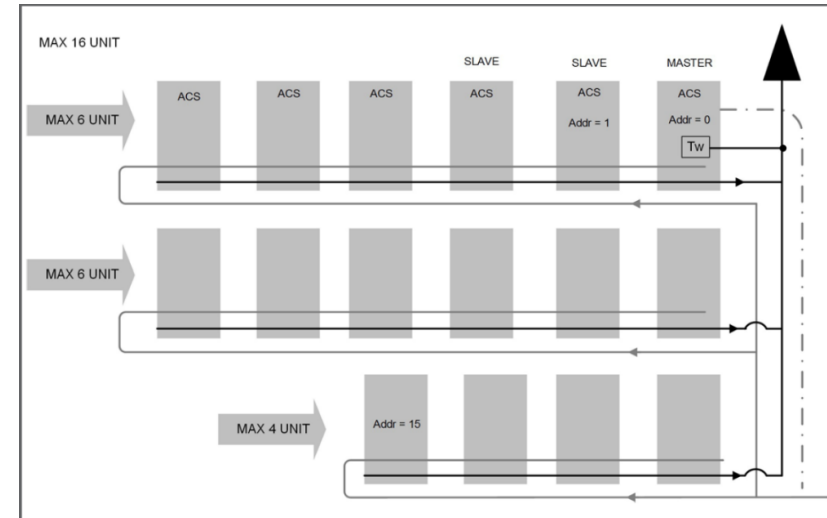 MAX 16 UNIT
SLAVE
SLAVE
MASTER
MAX 6 UNIT
ACS
ACS
ACS
ACS
ACS
ACS
Addr = 1
Addr = 0
Tw
MAX 6 UNIT
MAX 4 UNIT
Addr = 15